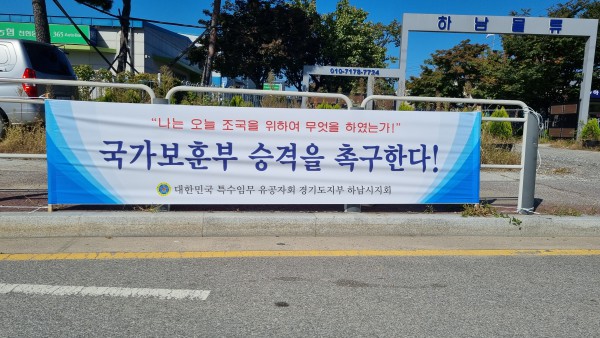 하남물류
010-7178-7724
365
"나는 오늘 조국을 위하여 무엇을 하였는가!"
국가보훈부 승격을 촉구한다!
대한민국 특수임무 유공자회 경기도지부 하남시지회